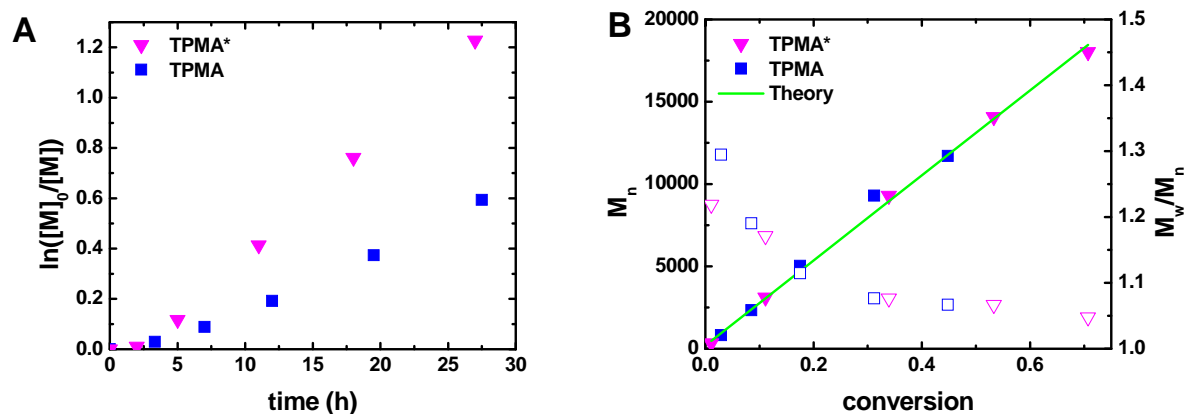 A
TPMA*
TPMA
ln([M]0/[M])
1.2
1.0
0.8
0.6
0.4
0.2
0.0
0 5 10 15 20 25 30
time (h)
B
TPMA*
TPMA
Theory
Mn
20000
15000
10000
5000
0
0.0 0.2 0.4 0.6
conversion
1.5
1.4
1.3
1.2
1.1
1.0
Mw/Mn